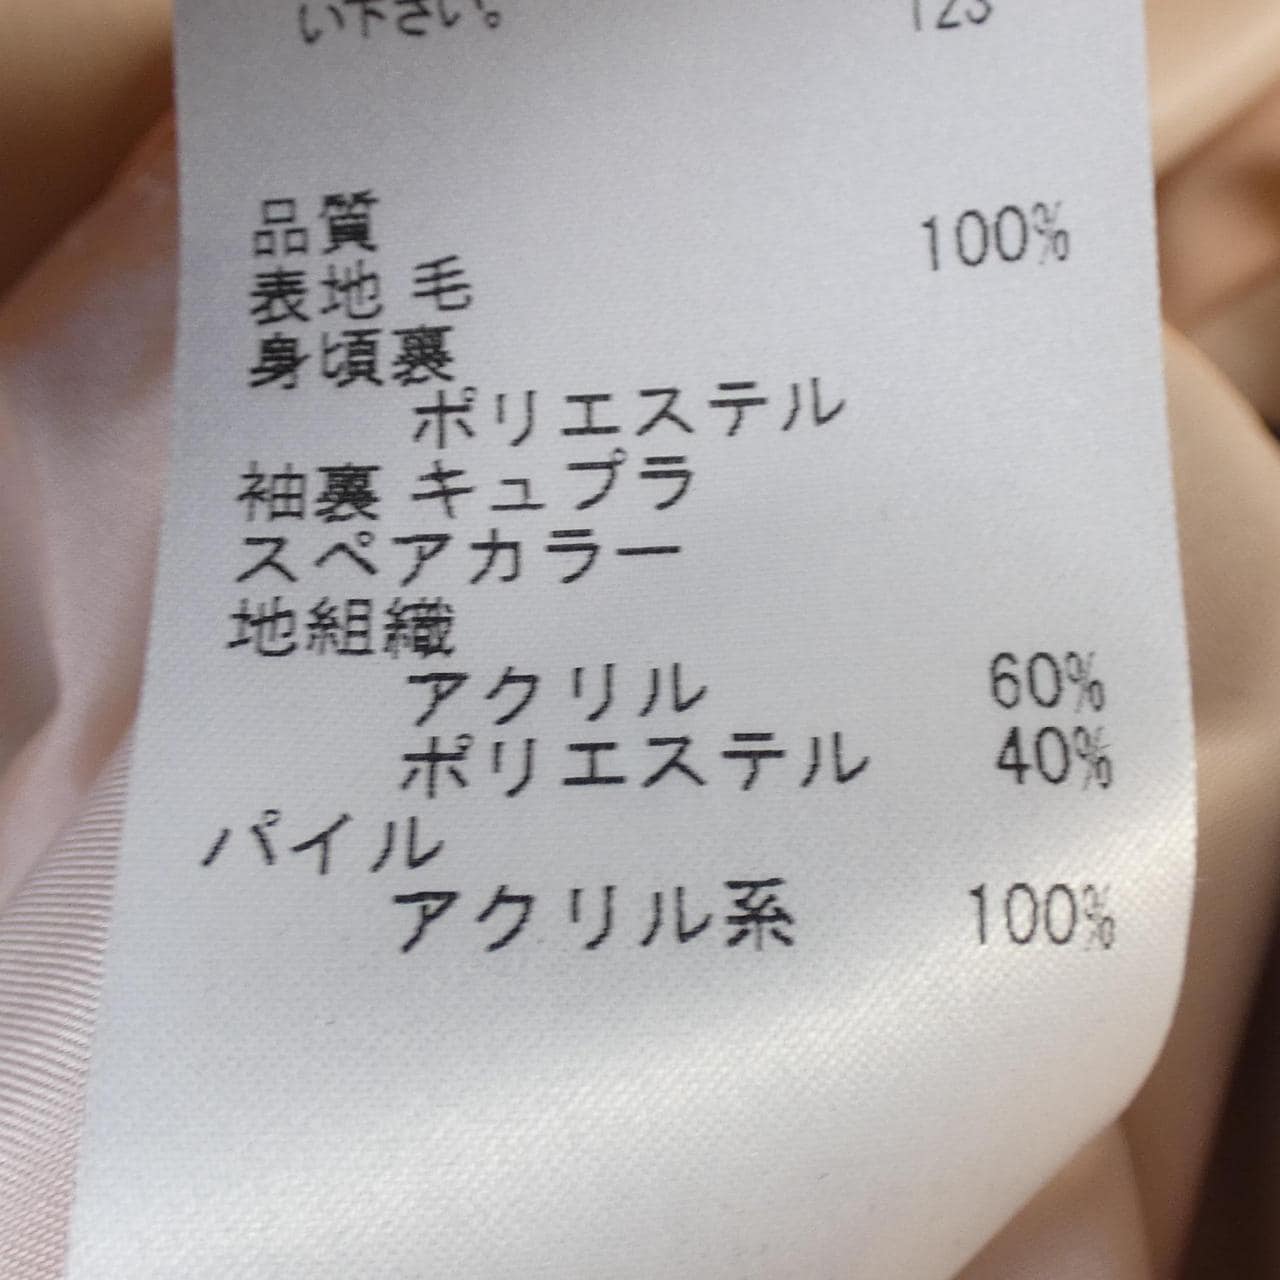 い下さい。 123
品質
表地 毛 100%
身頃裏
ポリエステル
袖裏 キュプラ
スペアカラー
地組織
アクリル 60%
ポリエステル 40%
パイル
アクリル系 100%